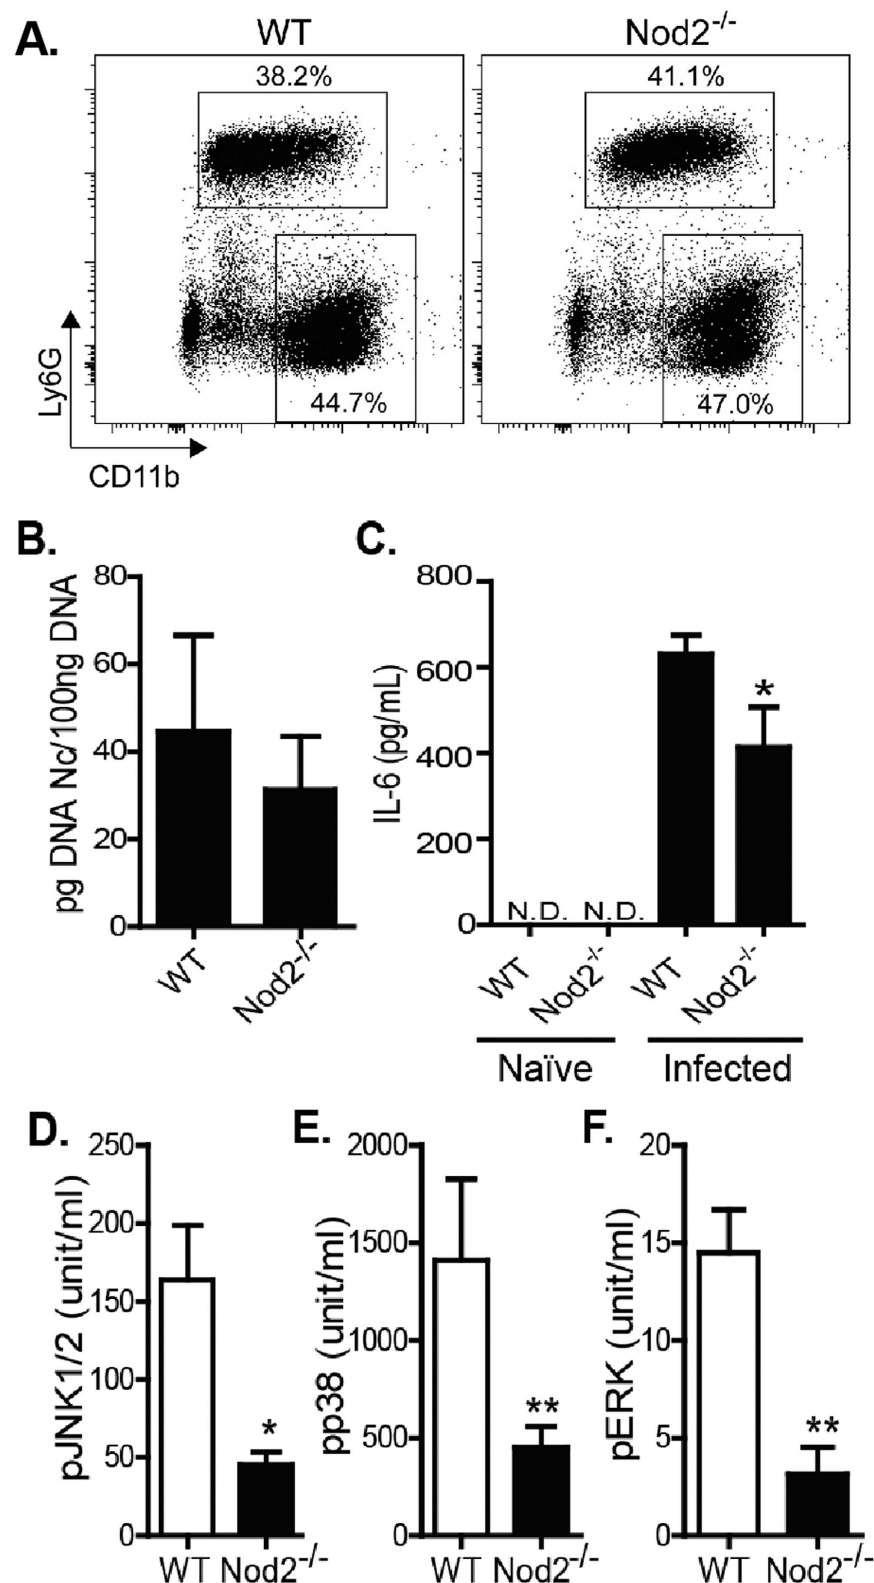 A.
WT
Nod2-/-
38.2%
41.1%
44.7%
47.0%
Ly6G
CD11b
B.
pg DNA Nc/100ng DNA
80
60
40
20
0
WT
Nod2-/-
C.
IL-6 (pg/mL)
800
600
400
200
0
N.D. N.D.
*
WT
Nod2-/-
WT
Nod2-/-
Naïve
Infected
D.
pJNK1/2 (unit/ml)
250
200
150
100
50
0
*
WT Nod2-/-
E.
pp38 (unit/ml)
2000
1500
1000
500
0
**
WT Nod2-/-
F.
pERK (unit/ml)
20
15
10
5
0
**
WT Nod2-/-